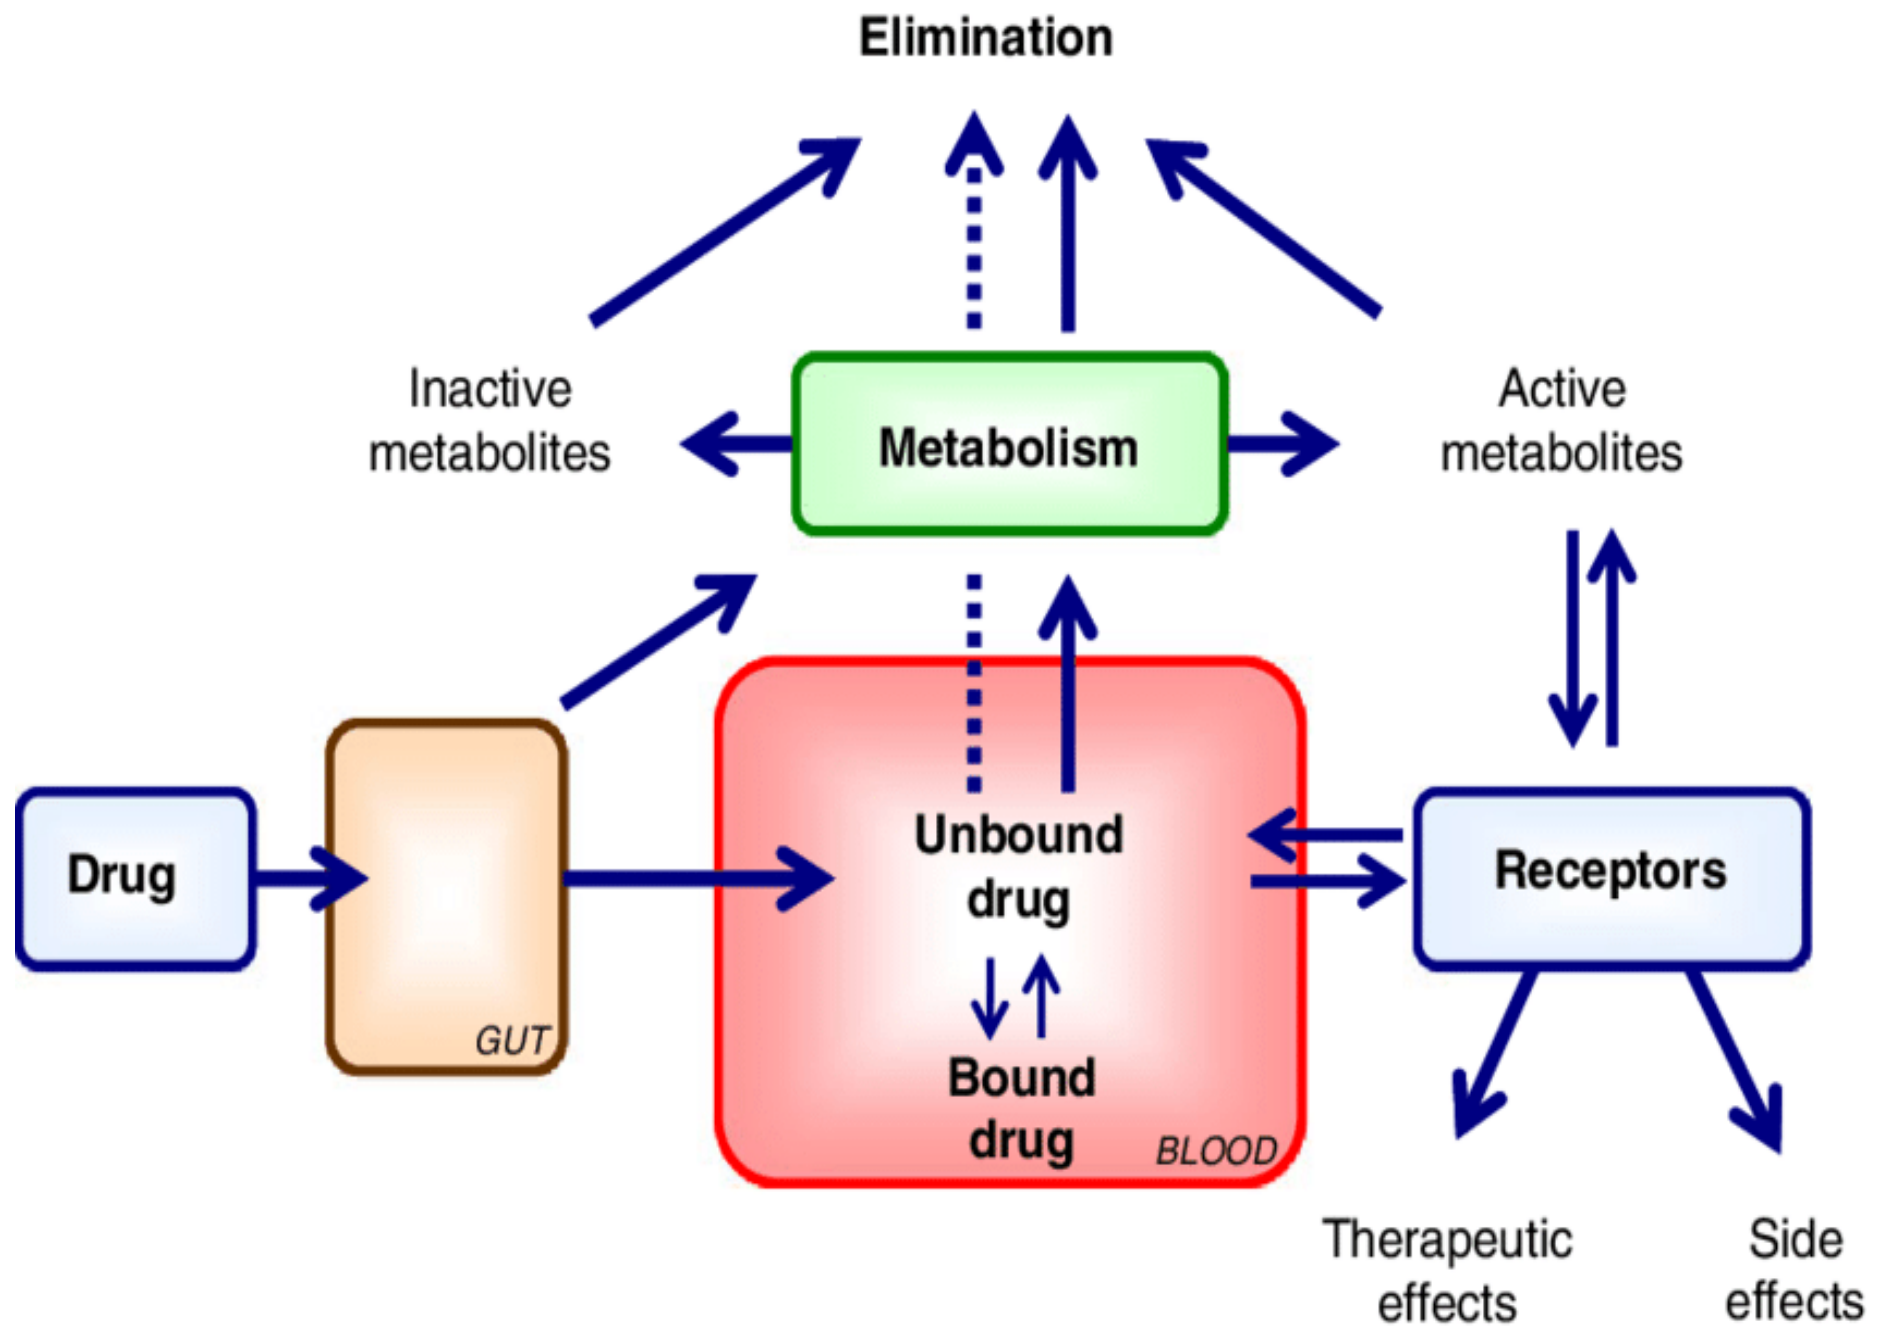 Elimination
Inactive
metabolites
Metabolism
Active
metabolites
Drug
GUT
Unbound
drug
Bound
drug
BLOOD
Receptors
Therapeutic
effects
Side
effects